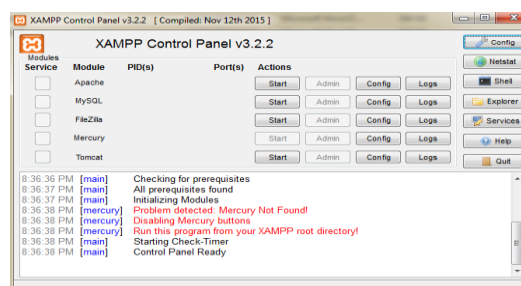 XAMPP Control Panel v3.2.2 [ Compiled: Nov 12th 2015 ]
XAMPP Control Panel v3.2.2
Config
Modules
Service Module PID(s) Port(s) Actions
Netstat
Apache Start Admin Config Logs
Shell
MySQL Start Admin Config Logs
Explorer
FileZilla Start Admin Config Logs
Services
Mercury Start Admin Config Logs
Help
Tomcat Start Admin Config Logs
Quit
8:36:36 PM [main] Checking for prerequisites
8:36:37 PM [main] All prerequisites found
8:36:37 PM [main] Initializing Modules
8:36:38 PM [mercury] Problem detected: Mercury Not Found!
8:36:38 PM [mercury] Disabling Mercury buttons
8:36:38 PM [mercury] Run this program from your XAMPP root directory!
8:36:38 PM [main] Starting Check-Timer
8:36:38 PM [main] Control Panel Ready